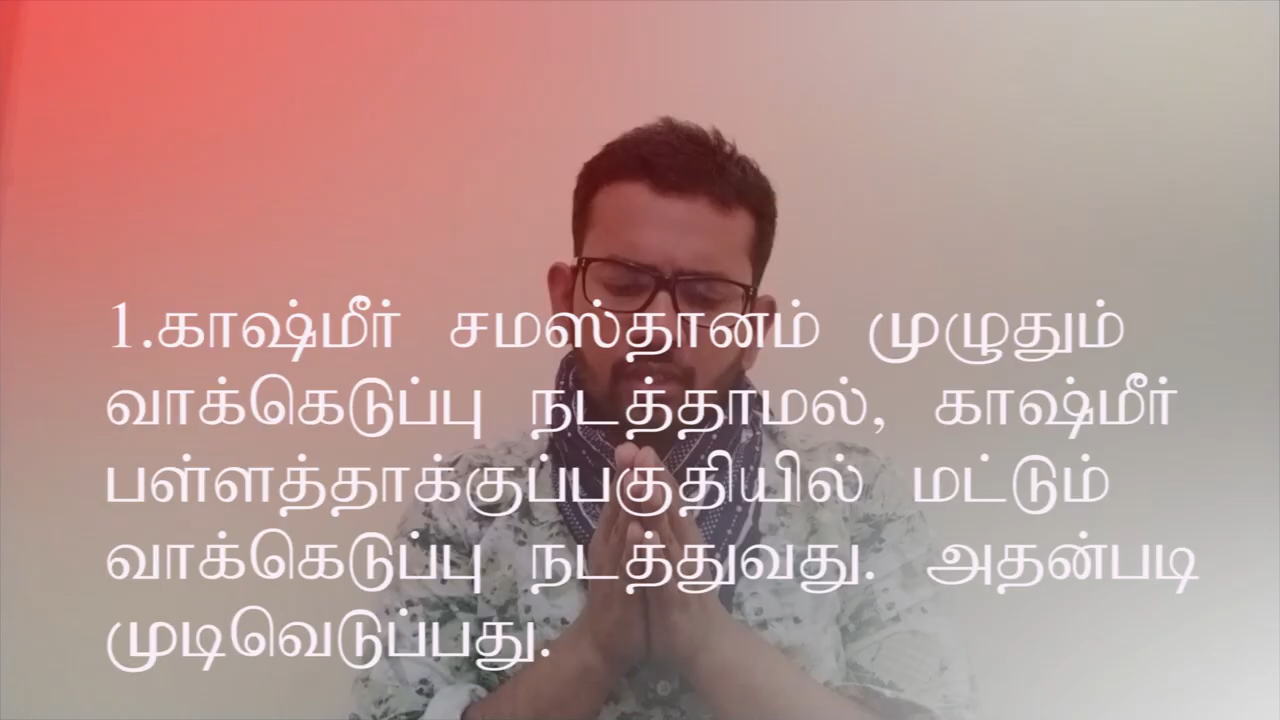 1.காஷ்மீர் சமஸ்தானம் முழுதும்
வாக்கெடுப்பு நடத்தாமல், காஷ்மீர்
பள்ளத்தாக்குப்பகுதியில் மட்டும்
வாக்கெடுப்பு நடத்துவது. அதன்படி
முடிவெடுப்பது.